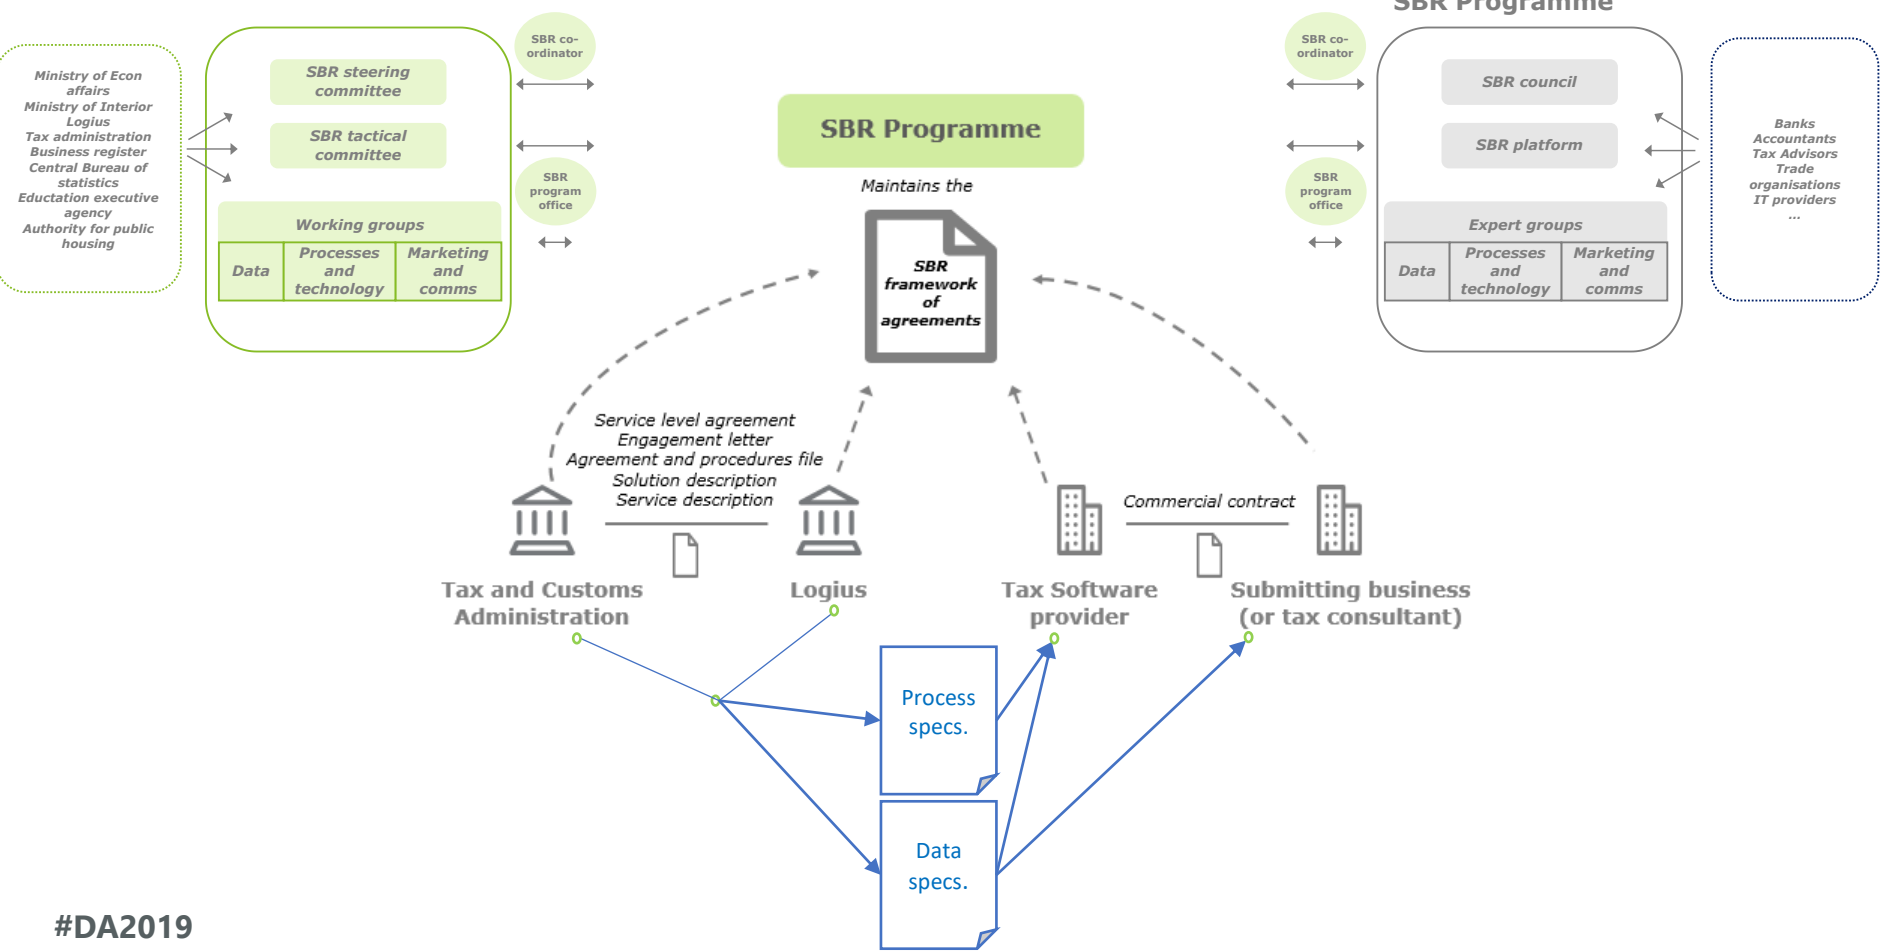 SBR Programme
Ministry of Econ
affairs
Ministry of Interior
Logius
Tax administration
Business register
Central Bureau of
statistics
Eductation executive
agency
Authority for public
housing
SBR steering
committee
SBR tactical
committee
Working groups
Data
Processes
and
technology
Marketing
and
comms
SBR co-
ordinator
SBR
program
office
SBR Programme
Maintains the
SBR
framework
of
agreements
SBR co-
ordinator
SBR
program
office
SBR council
SBR platform
Expert groups
Data
Processes
and
technology
Marketing
and
comms
Banks
Accountants
Tax Advisors
Trade
organisations
IT providers
...
Service level agreement
Engagement letter
Agreement and procedures file
Solution description
Service description
Commercial contract
Tax and Customs
Administration
Logius
Tax Software
provider
Submitting business
(or tax consultant)
Process
specs.
Data
specs.
#DA2019